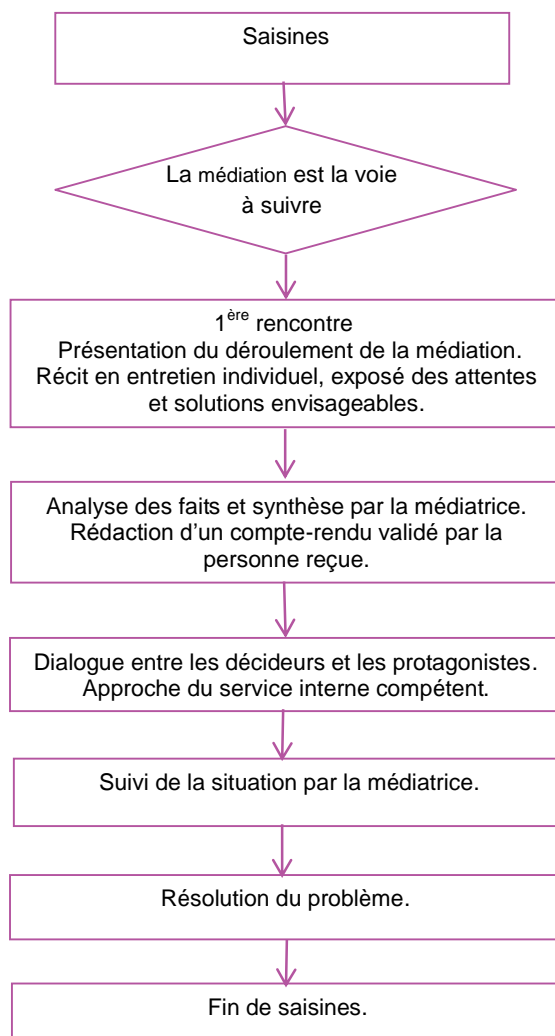 Saisines
La médiation est la voie
à suivre
1ère rencontre
Présentation du déroulement de la médiation.
Récit en entretien individuel, exposé des attentes
et solutions envisageables.
Analyse des faits et synthèse par la médiatrice.
Rédaction d'un compte-rendu validé par la
personne reçue.
Dialogue entre les décideurs et les protagonistes.
Approche du service interne compétent.
Suivi de la situation par la médiatrice.
Résolution du problème.
Fin de saisines.